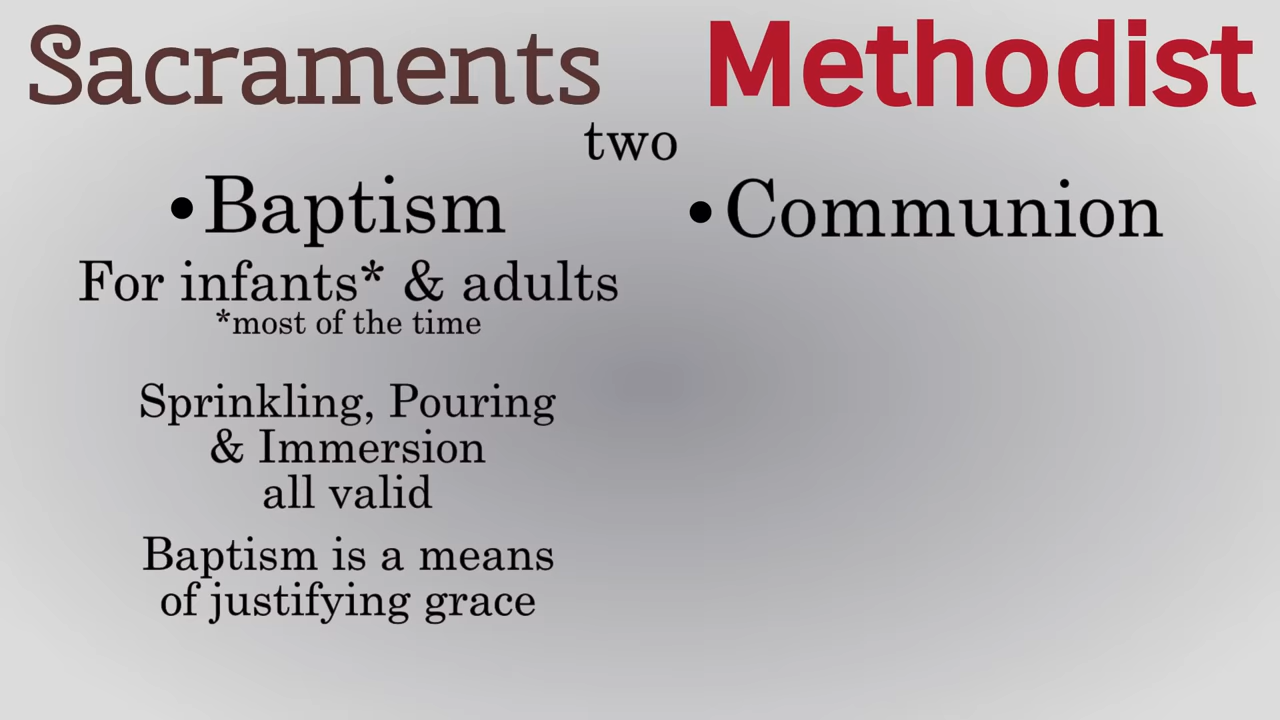 Sacraments Methodist
two
•Baptism
•Communion
For infants* & adults
*most of the time
Sprinkling, Pouring
& Immersion
all valid
Baptism is a means
of justifying grace